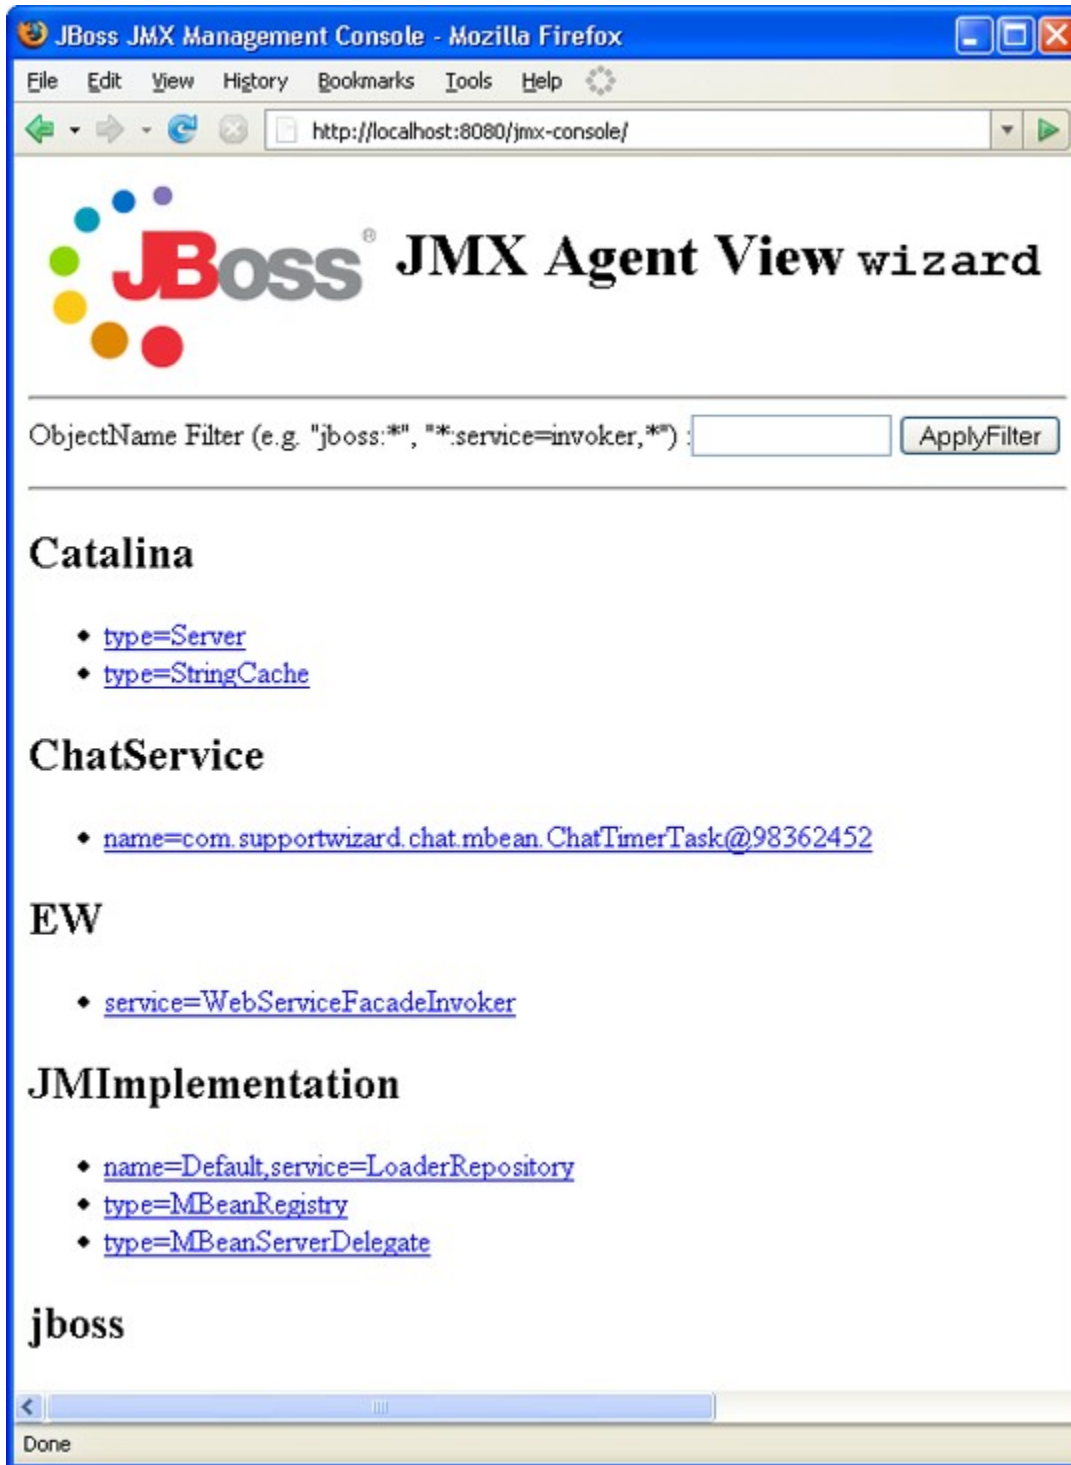 JBoss JMX Management Console - Mozilla Firefox
File Edit View History Bookmarks Tools Help
http://localhost:8080/jmx-console/
JBoss® JMX Agent View wizard
ObjectName Filter (e.g. "jboss:*", "*:service=invoker,*") : ApplyFilter
Catalina
type=Server
type=StringCache
ChatService
name=com.supportwizard.chat.mbean.ChatTimerTask@98362452
EW
service=WebServiceFacadeInvoker
JMImplementation
name=Default,service=LoaderRepository
type=MBeanRegistry
type=MBeanServerDelegate
jboss
Done